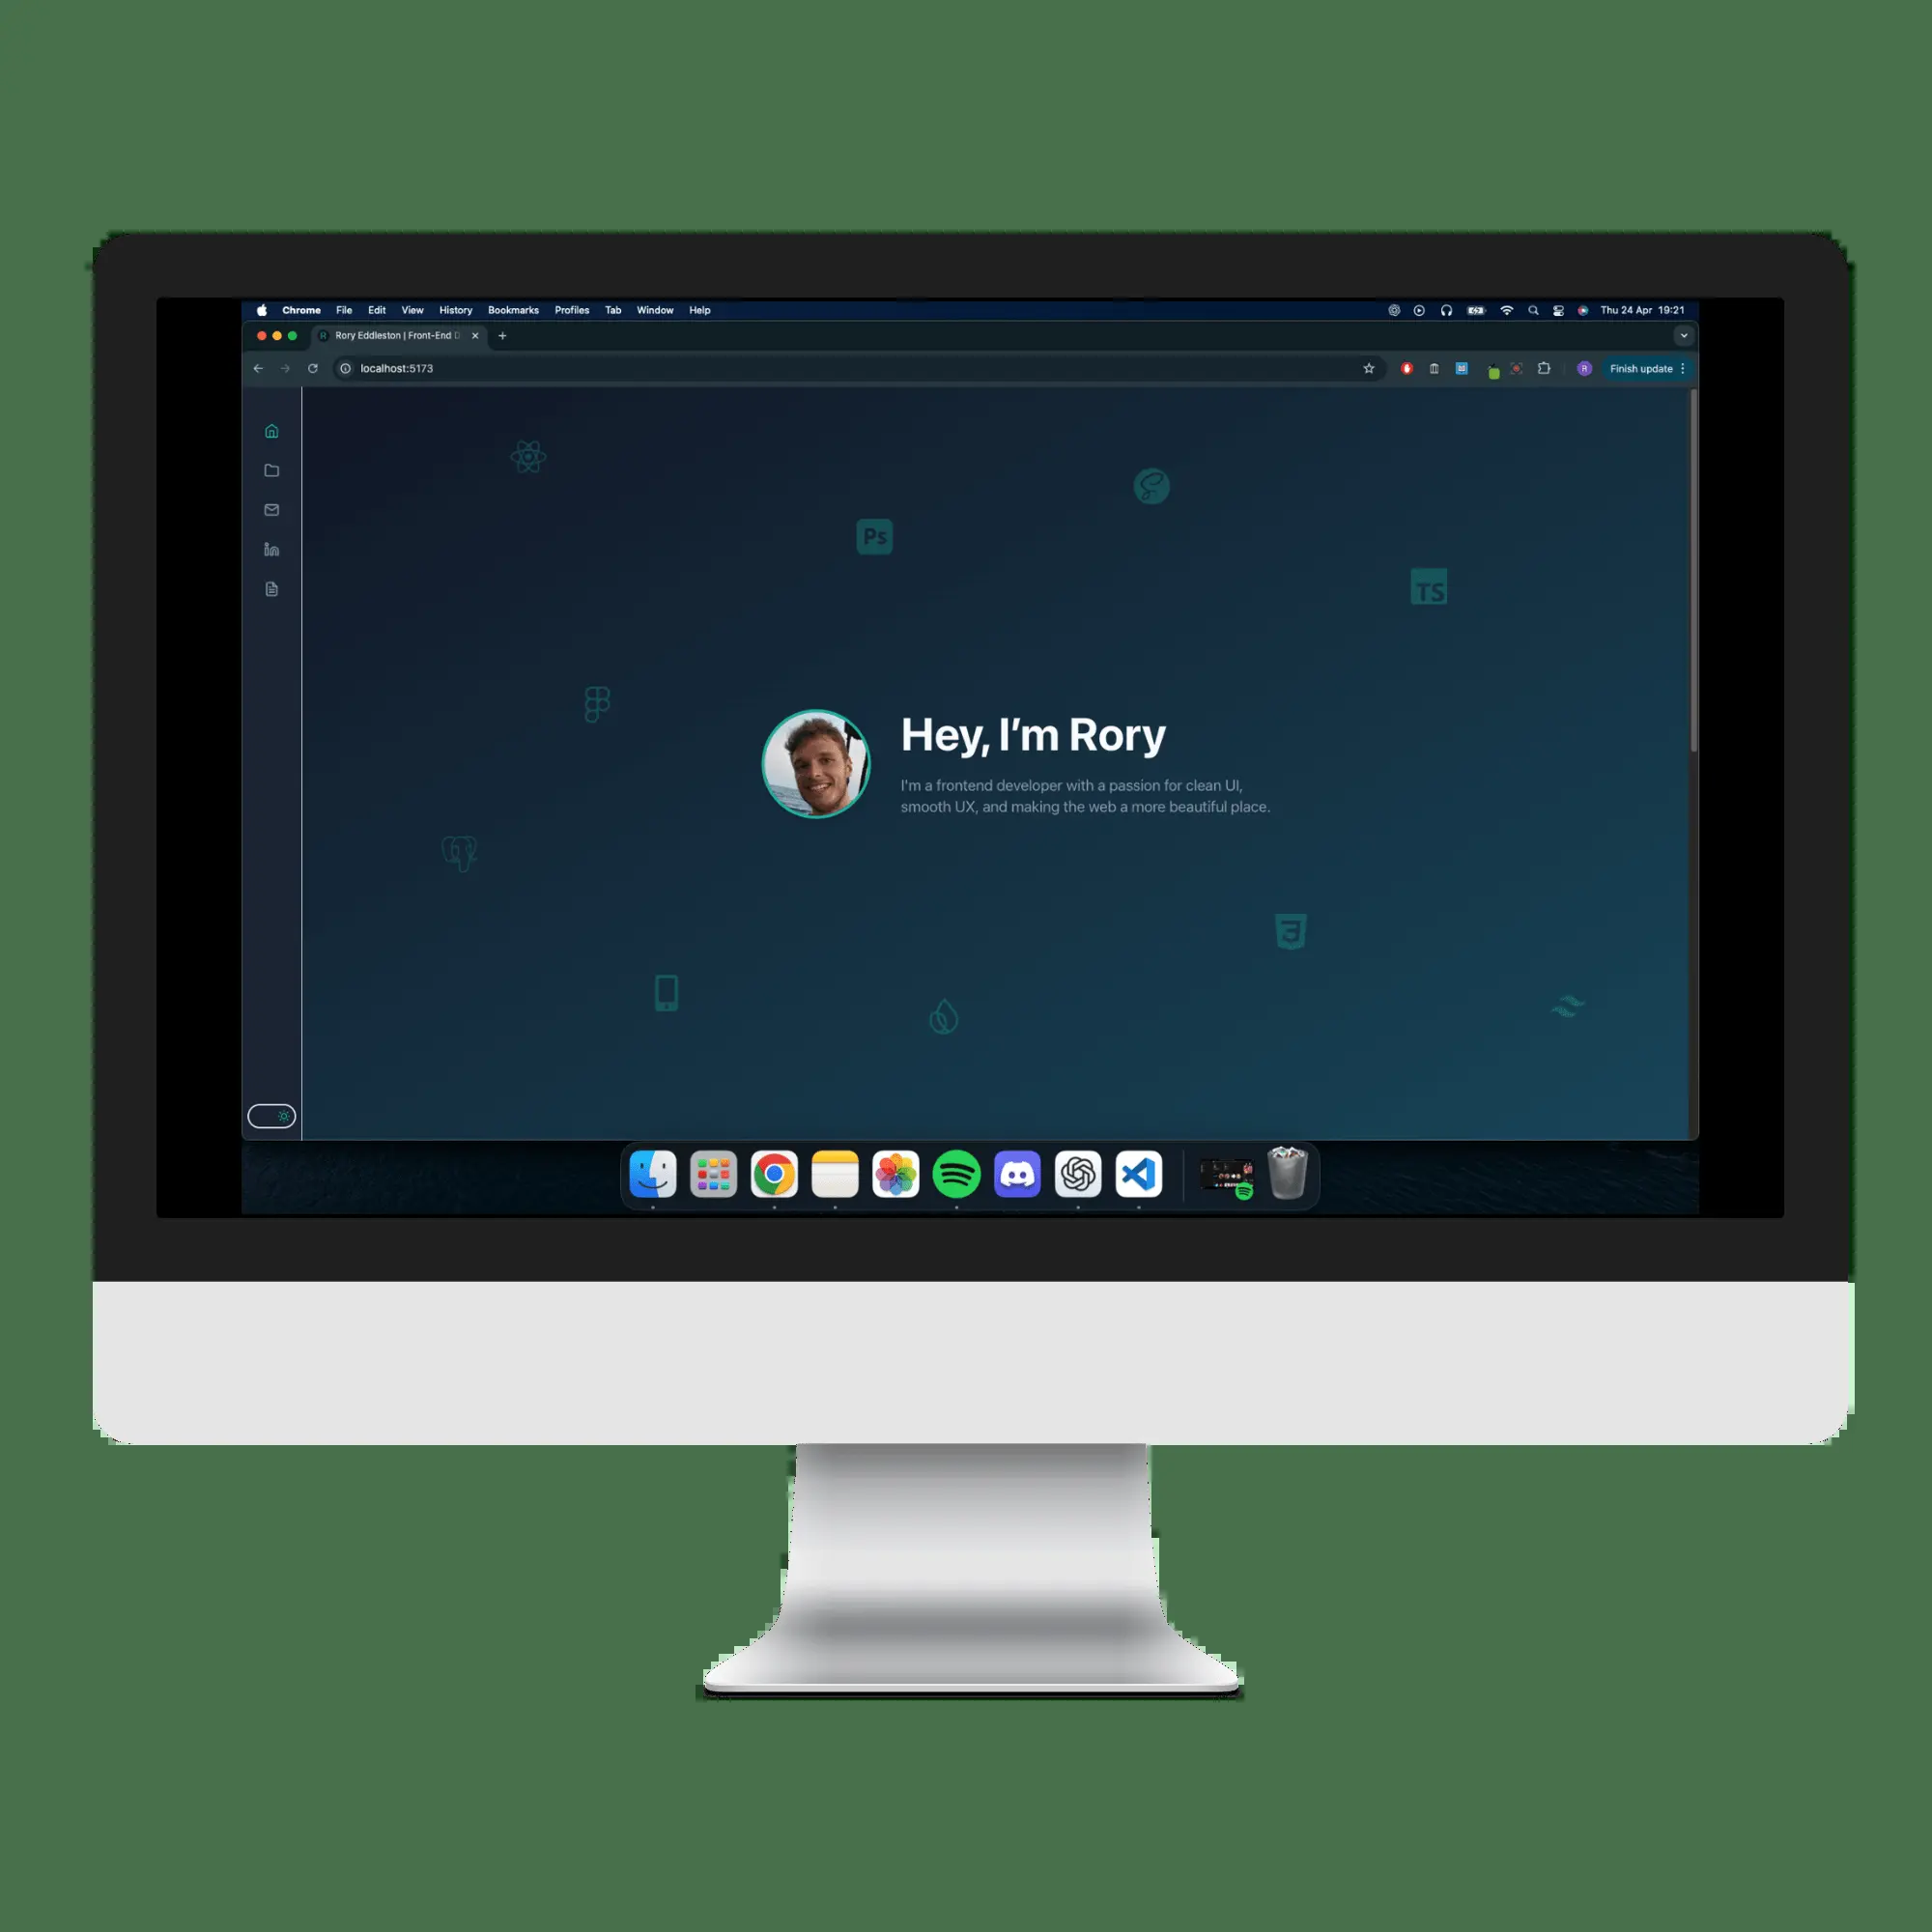 Chrome File Edit View History Bookmarks Profiles Tab Window Help Thu 24 Apr 19:21
Rory Eddleston | Front-End
localhost:5173 Finish update
Ps
TS
Hey, I'm Rory
I'm a frontend developer with a passion for clean UI,
smooth UX, and making the web a more beautiful place.
3